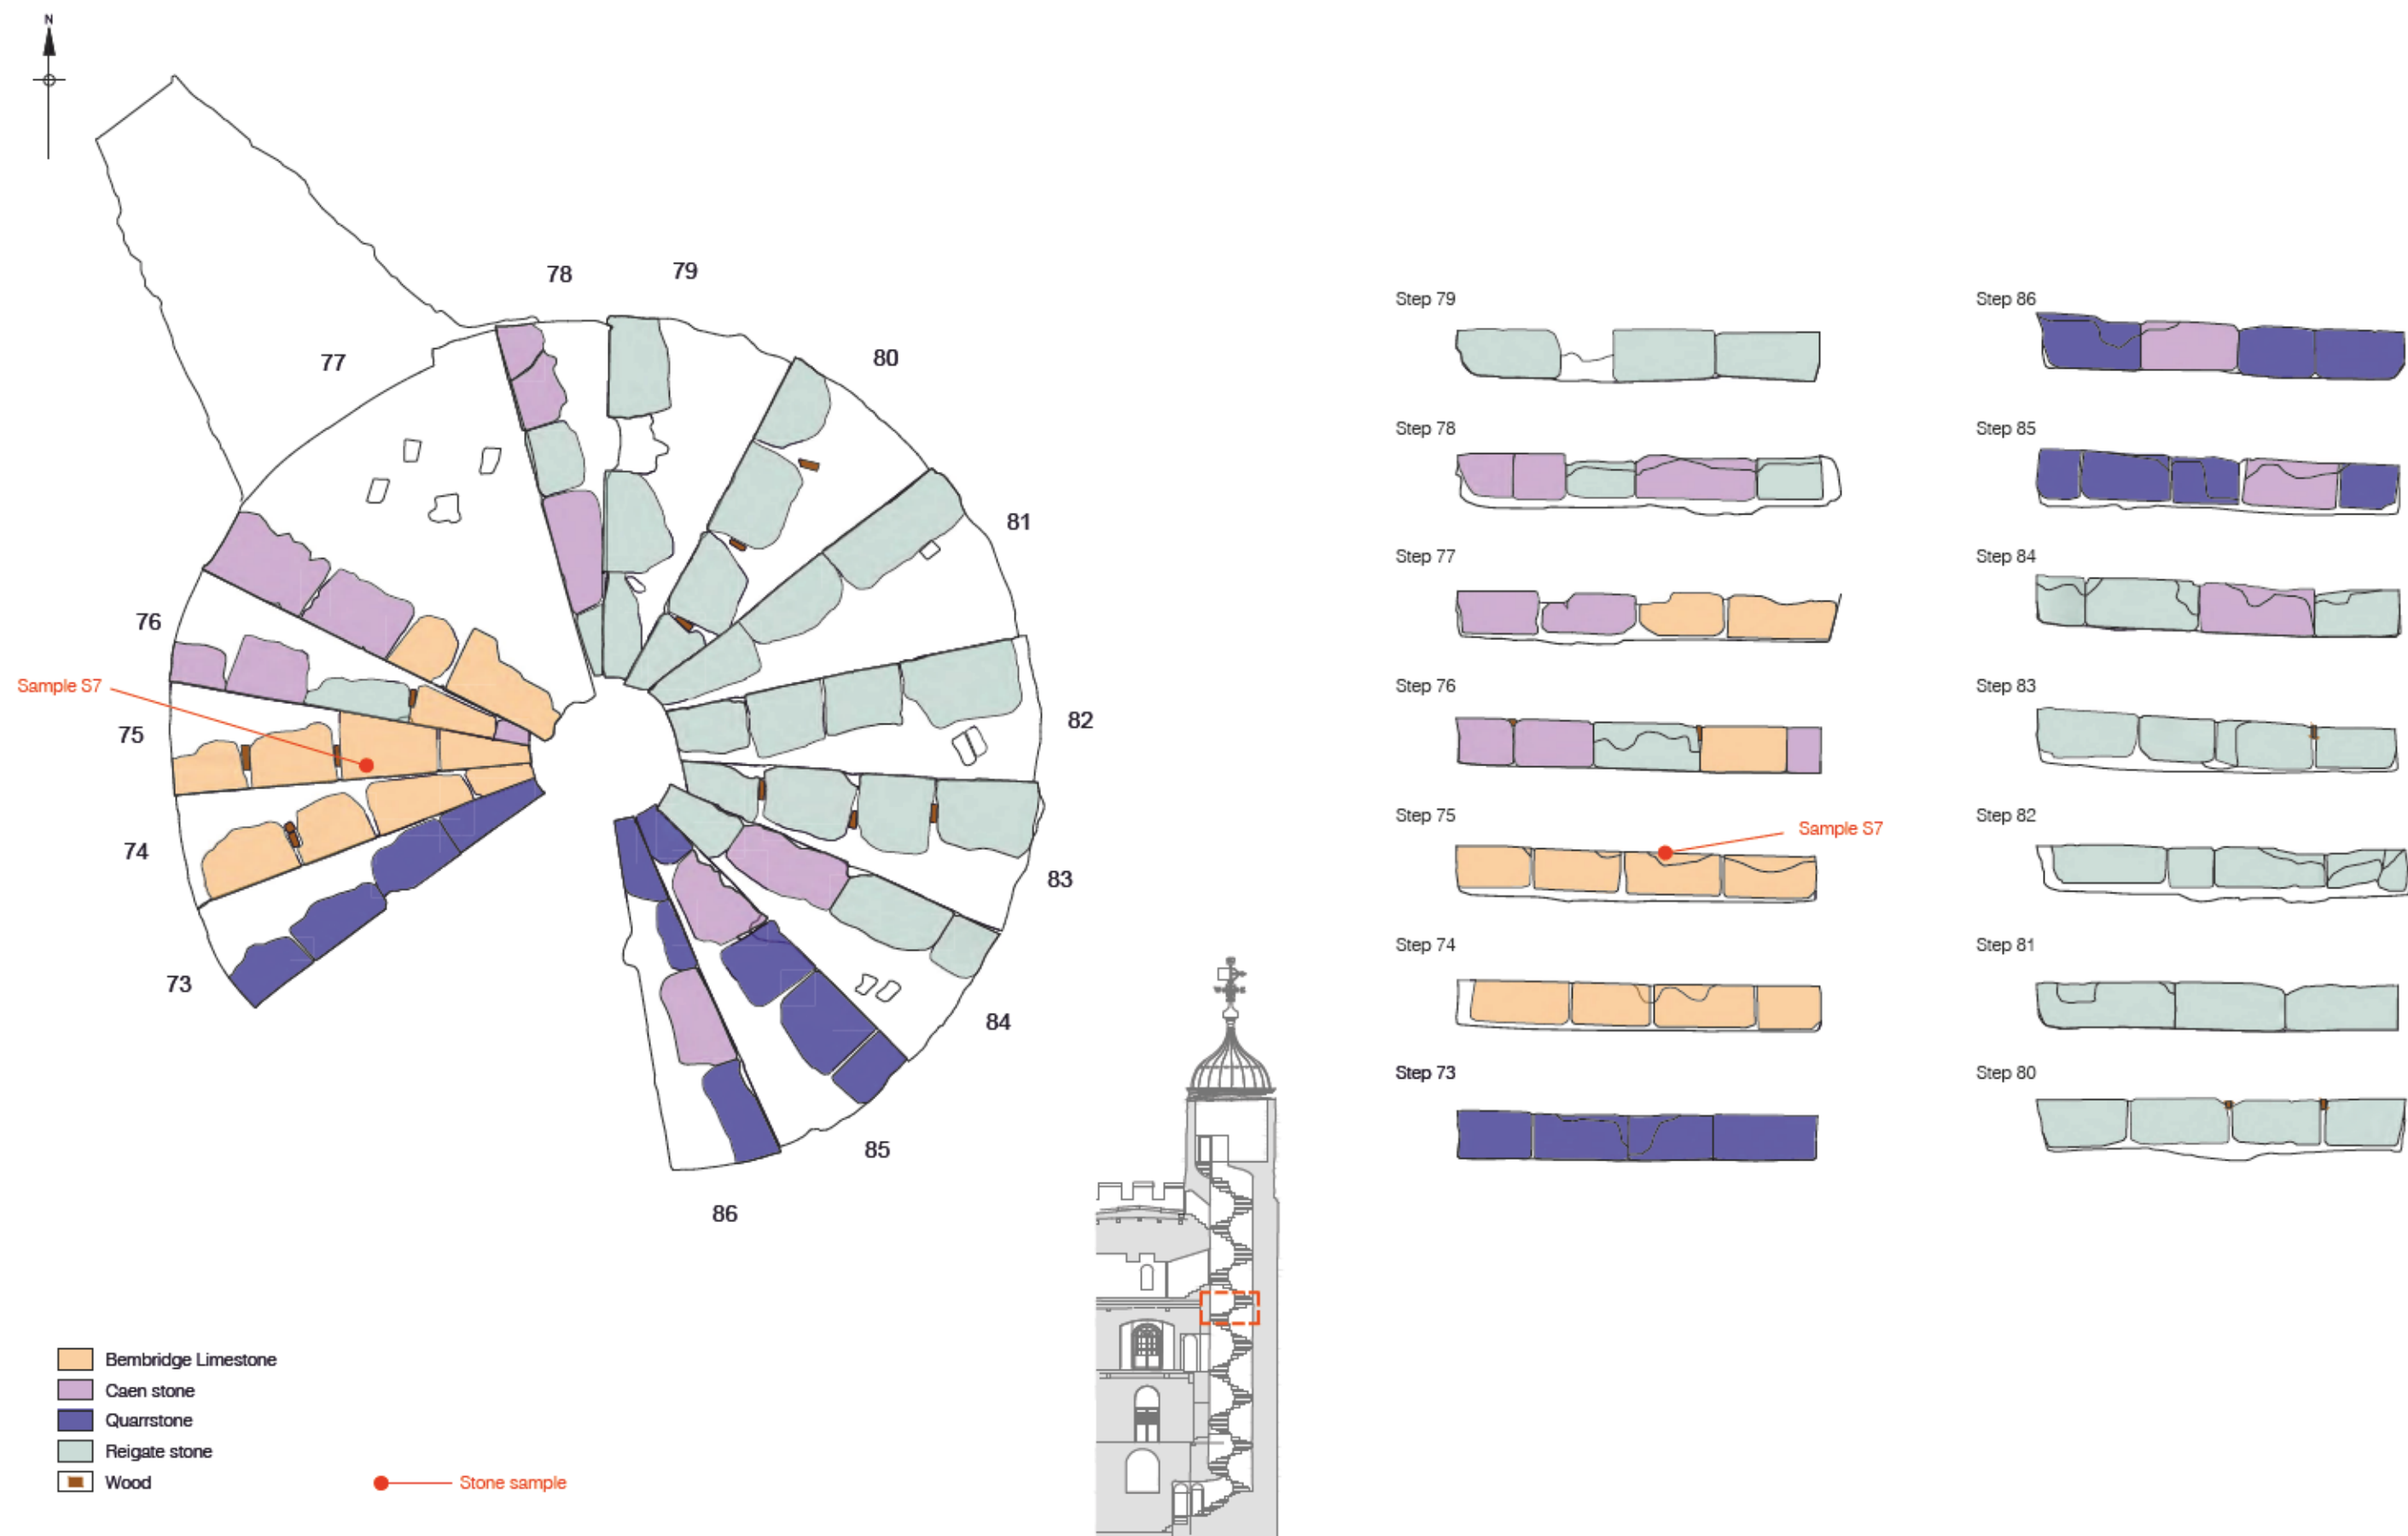 N
78
79
77
80
81
76
Sample S7
75
82
74
83
73
84
85
86
Step 79
Step 78
Step 77
Step 76
Step 75
Sample S7
Step 74
Step 73
Step 86
Step 85
Step 84
Step 83
Step 82
Step 81
Step 80
Bembridge Limestone
Caen stone
Quarrstone
Reigate stone
Wood
Stone sample